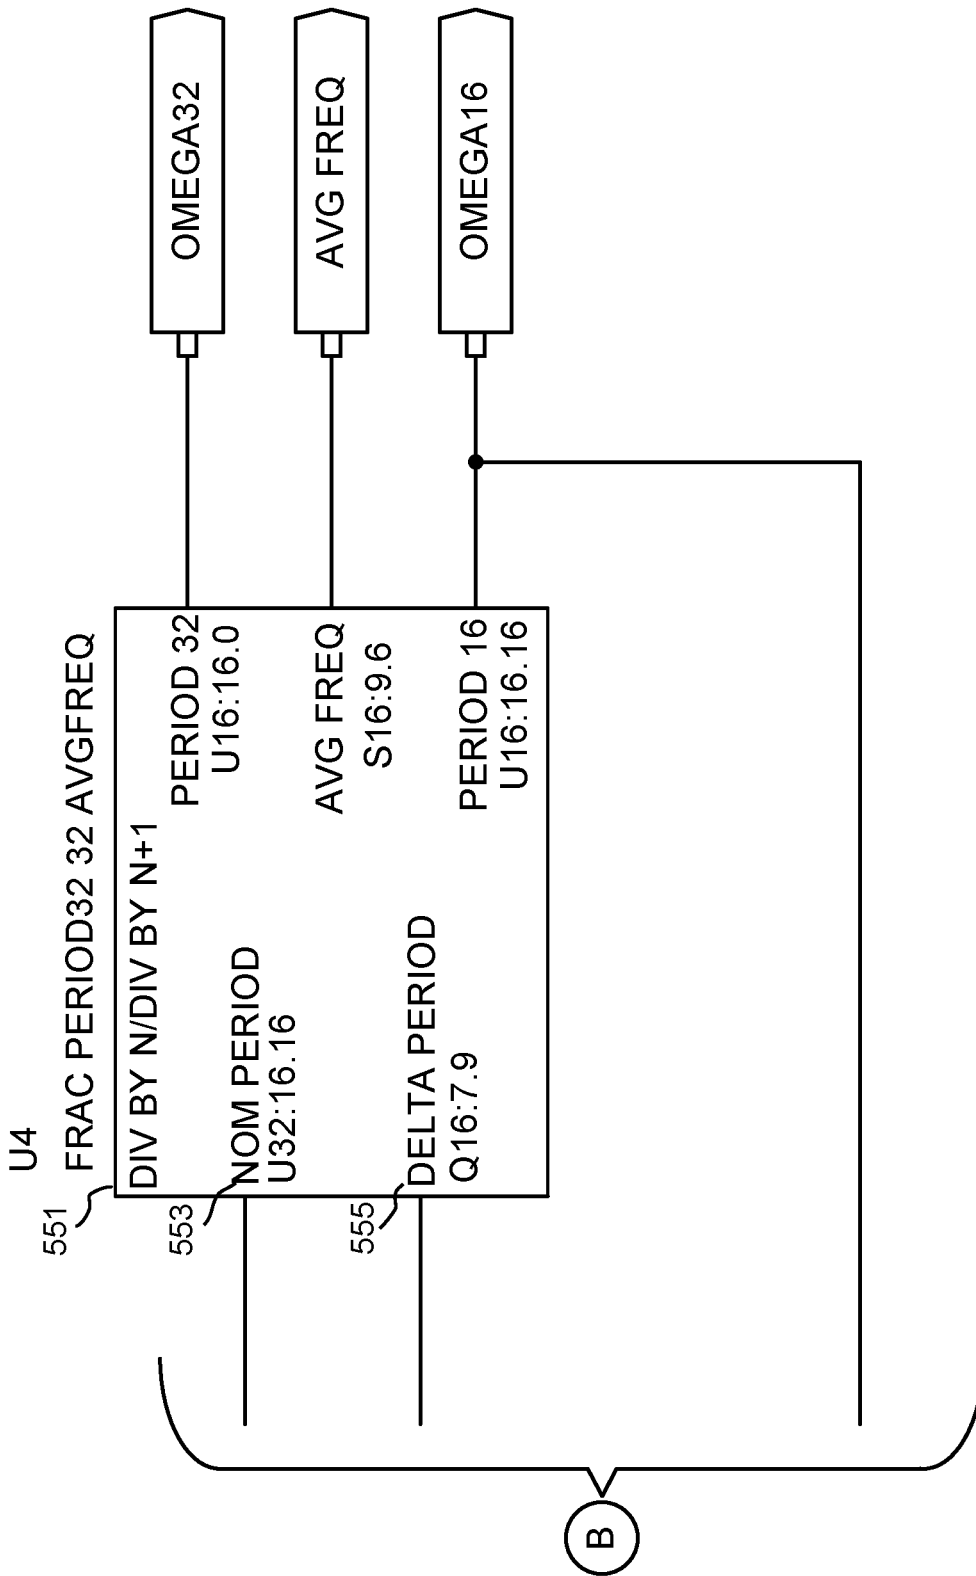 U4
FRAC PERIOD32 32 AVGFREQ
551
DIV BY N/DIV BY N+1
553
NOM PERIOD
U32:16.16
555
DELTA PERIOD
Q16:7.9
PERIOD 32
U16:16.0
AVG FREQ
S16:9.6
PERIOD 16
U16:16.16
OMEGA32
AVG FREQ
OMEGA16
B